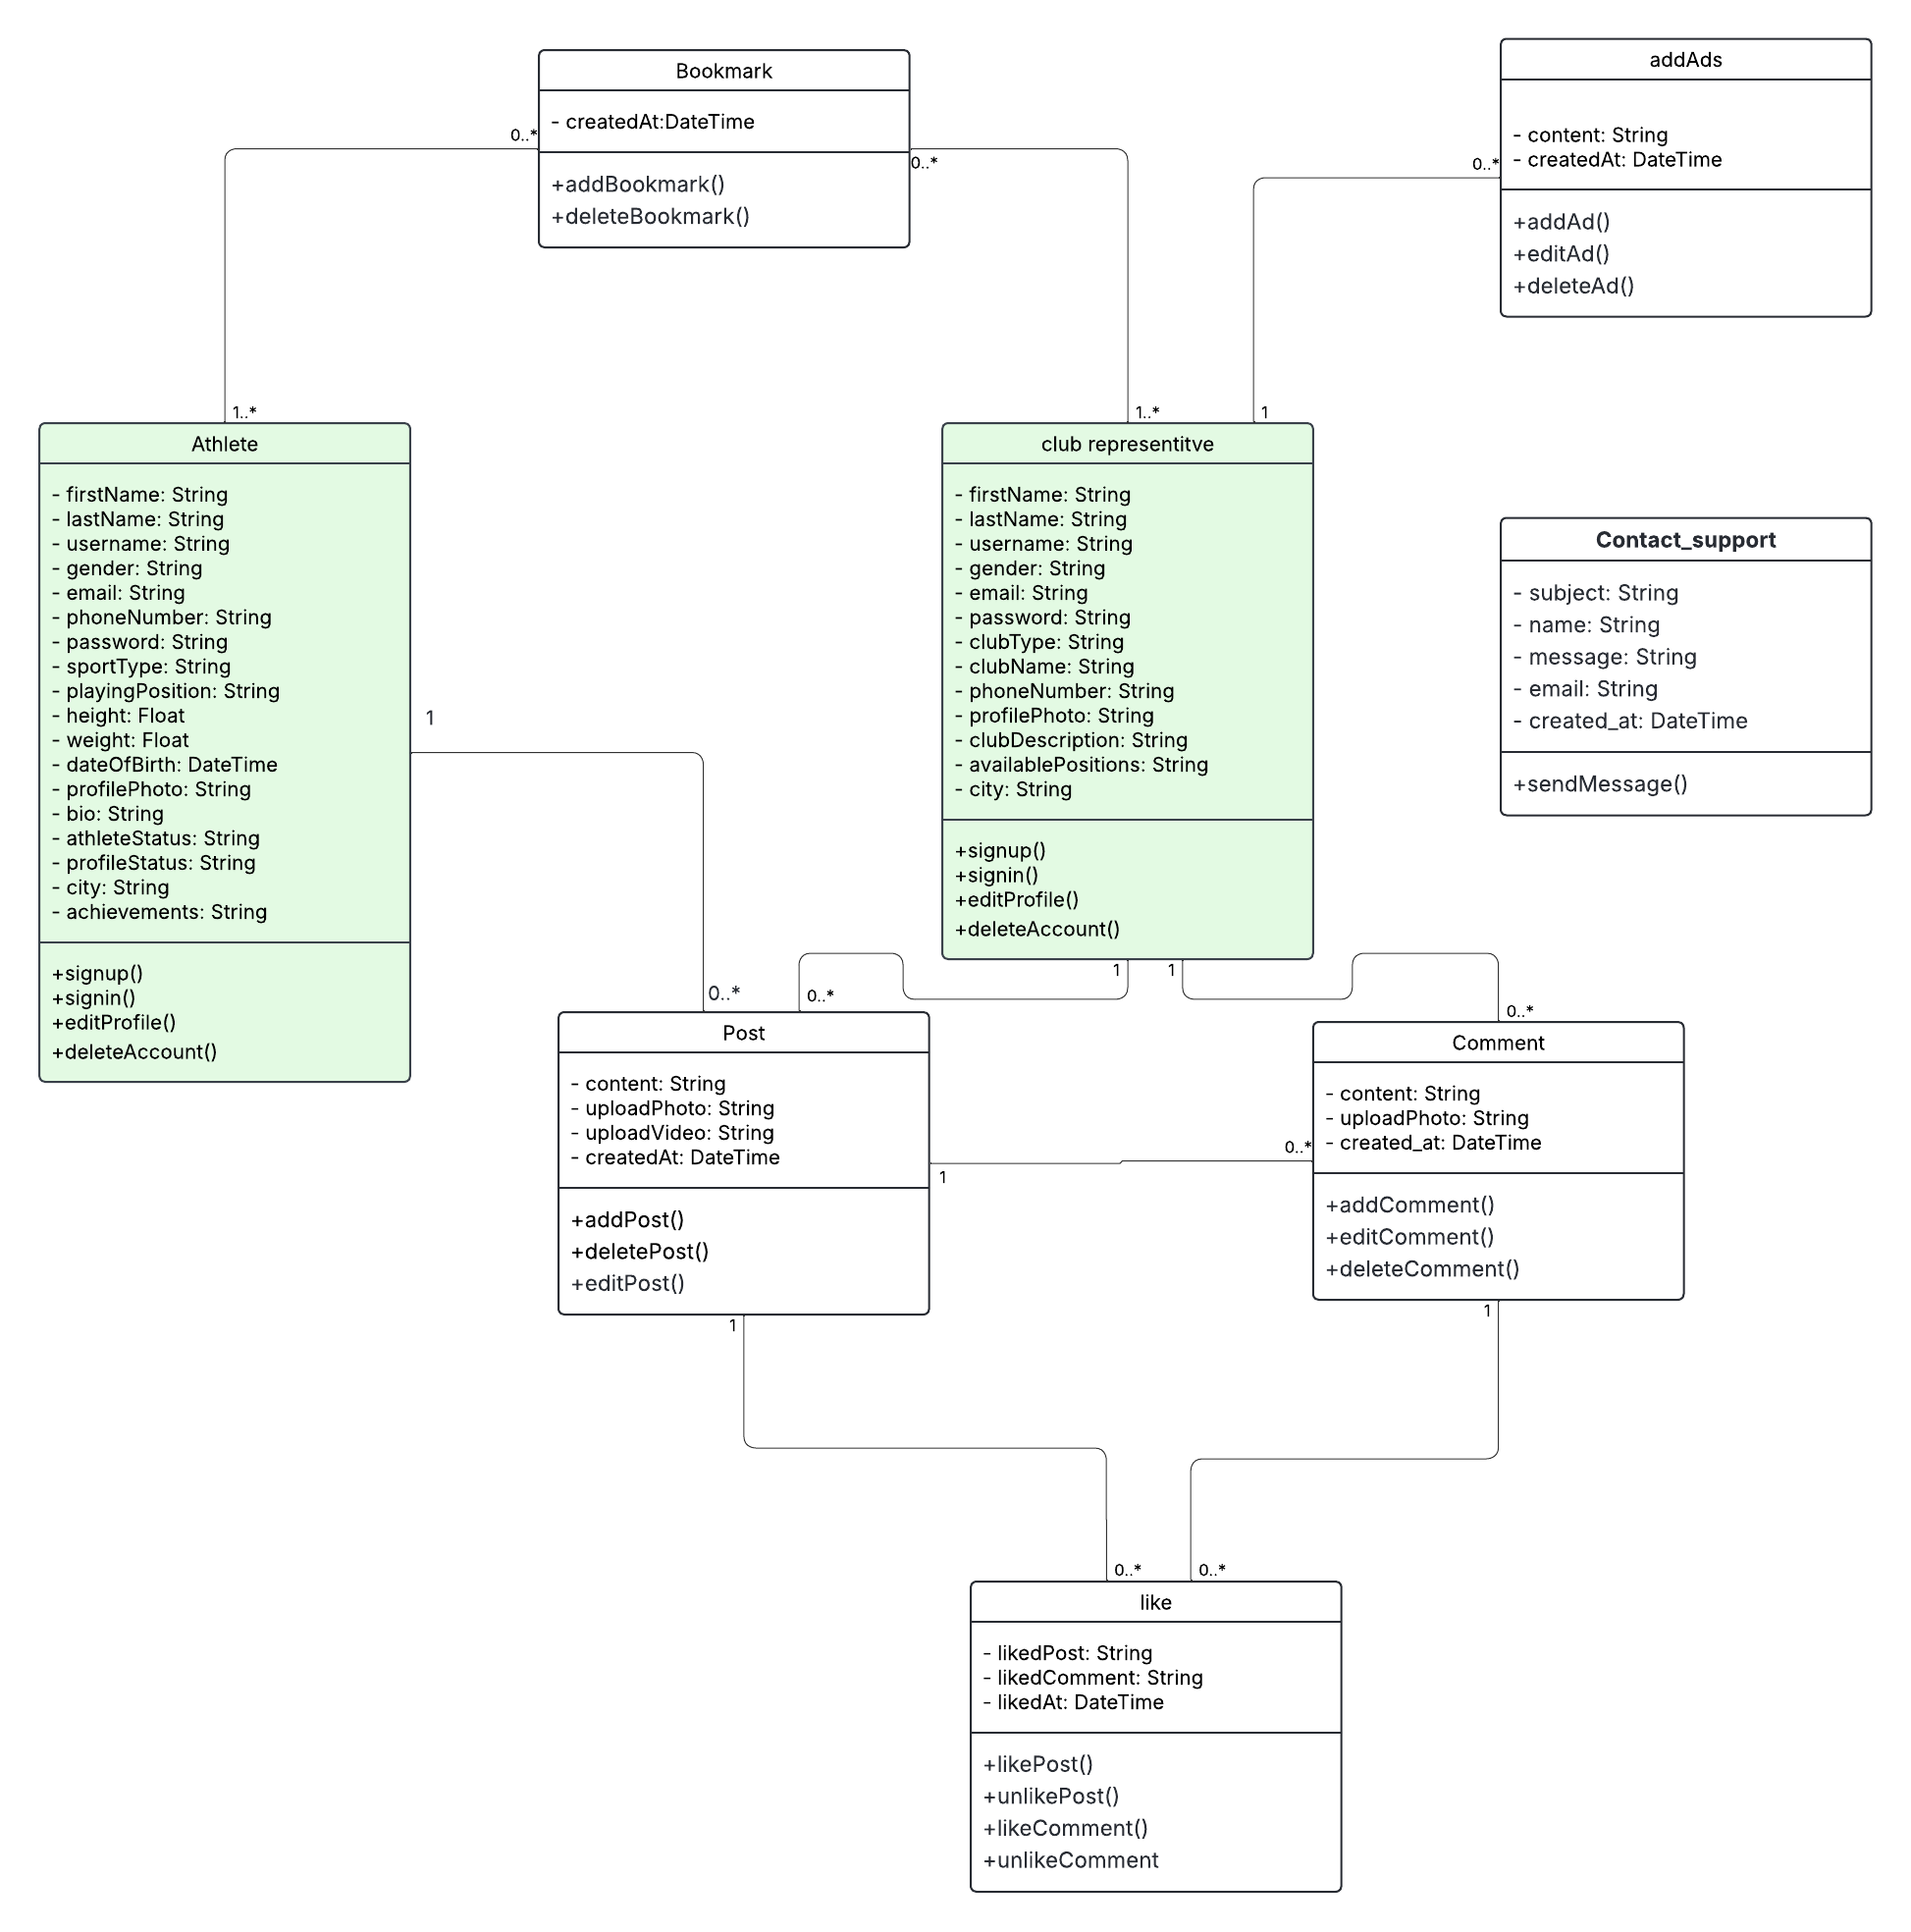 Bookmark
- createdAt:DateTime
+addBookmark()
+deleteBookmark()
0..*
0..*
addAds
- content: String
- createdAt: DateTime
+addAd()
+editAd()
+deleteAd()
0..*
1..*
1..*
1
Athlete
- firstName: String
- lastName: String
- username: String
- gender: String
- email: String
- phoneNumber: String
- password: String
- sportType: String
- playingPosition: String
- height: Float
- weight: Float
- dateOfBirth: DateTime
- profilePhoto: String
- bio: String
- athleteStatus: String
- profileStatus: String
- city: String
- achievements: String
+signup()
+signin()
+editProfile()
+deleteAccount()
1
club representitve
- firstName: String
- lastName: String
- username: String
- gender: String
- email: String
- password: String
- clubType: String
- clubName: String
- phoneNumber: String
- profilePhoto: String
- clubDescription: String
- availablePositions: String
- city: String
+signup()
+signin()
+editProfile()
+deleteAccount()
1
1
Contact_support
- subject: String
- name: String
- message: String
- email: String
- created_at: DateTime
+sendMessage()
0..*
0..*
0..*
Post
- content: String
- uploadPhoto: String
- uploadVideo: String
- createdAt: DateTime
+addPost()
+deletePost()
+editPost()
1
0..*
Comment
- content: String
- uploadPhoto: String
- created_at: DateTime
+addComment()
+editComment()
+deleteComment()
1
1
0..*
0..*
like
- likedPost: String
- likedComment: String
- likedAt: DateTime
+likePost()
+unlikePost()
+likeComment()
+unlikeComment